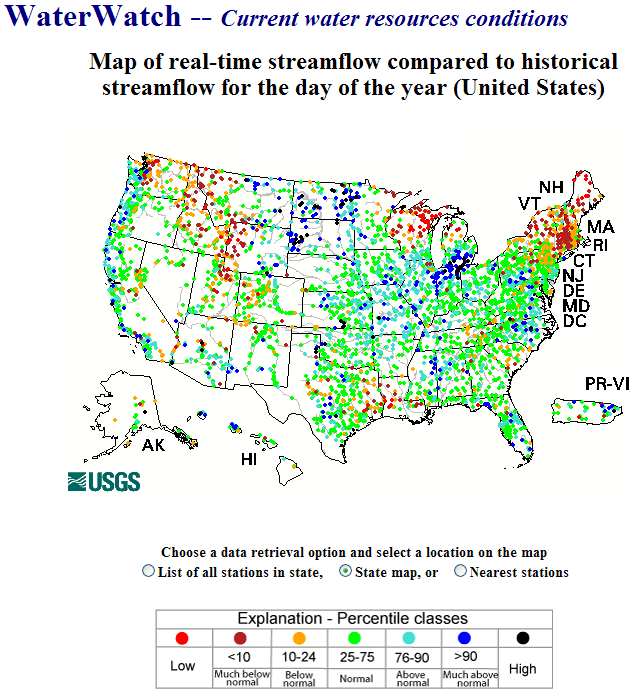 WaterWatch -- Current water resources conditions
Map of real-time streamflow compared to historical
streamflow for the day of the year (United States)
NH
VT
MA
RI
CT
NJ
DE
MD
DC
PR-VI
AK
HI
USGS
Choose a data retrieval option and select a location on the map
List of all stations in state, State map, or Nearest stations
Explanation - Percentile classes
Low <10 10-24 25-75 76-90 >90 High
Much below normal Below normal Normal Above normal Much above normal